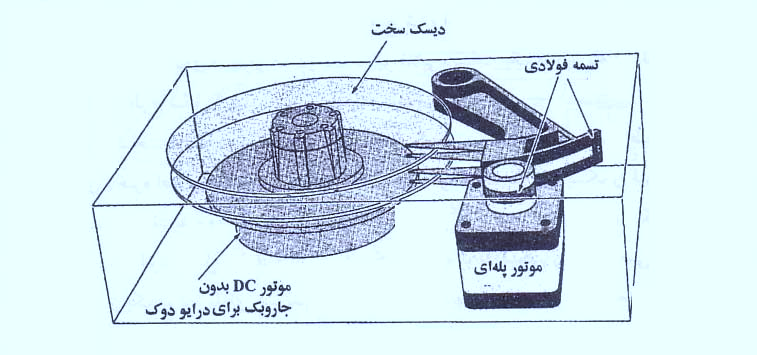 دیسک سخت
تسمه فولادی
موتور پله‌ای
موتور DC بدون
جاروبک برای درایو دوک